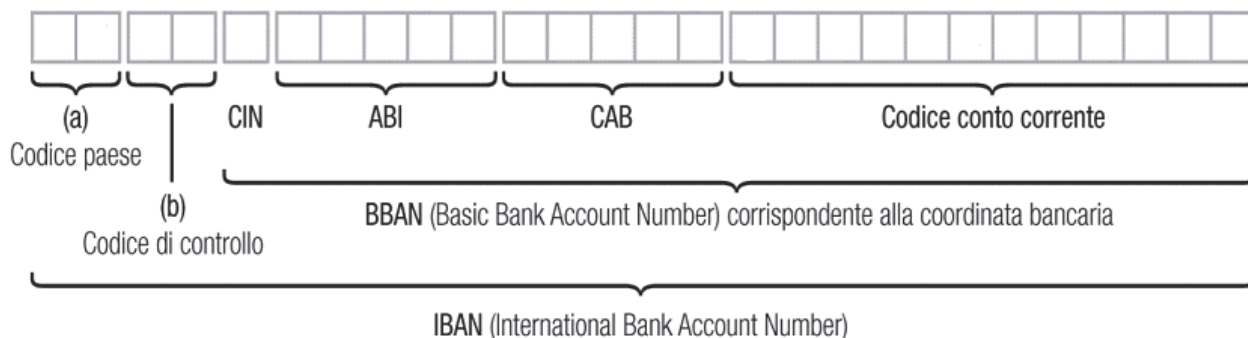 (a) CIN ABI CAB Codice conto corrente
Codice paese
(b)
Codice di controllo
BBAN (Basic Bank Account Number) corrispondente alla coordinata bancaria
IBAN (International Bank Account Number)